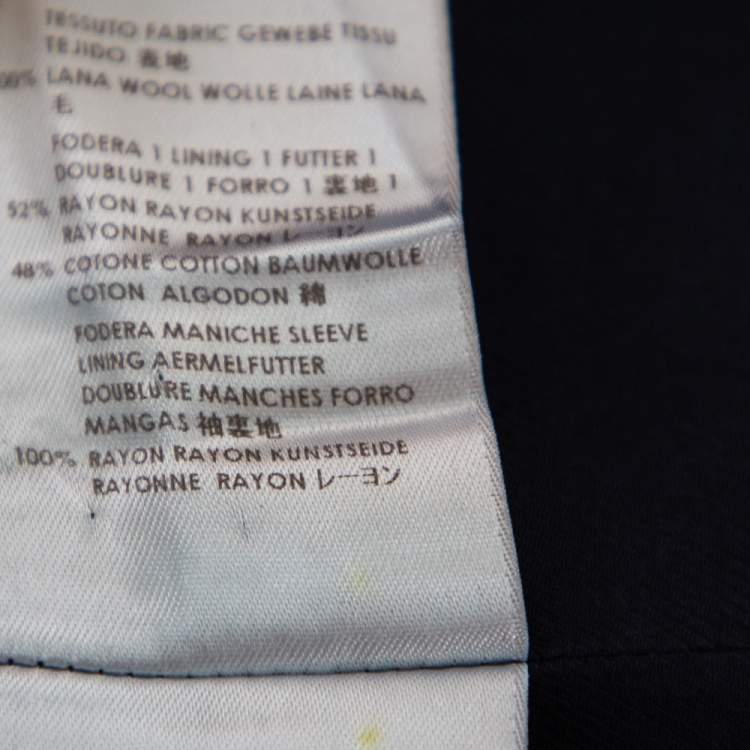 TESSUTO FABRIC GEWEBE TISSU
TEJIDO 表地
00% LANA WOOL WOLLE LAINE LANA
毛
FODERA 1 LINING 1 FUTTER 1
DOUBLURE 1 FORRO 1 裏地 1
52% RAYON RAYON KUNSTSEIDE
RAYONNE RAYON レーヨン
48% COTONE COTTON BAUMWOLLE
COTON ALGODON 綿
FODERA MANICHE SLEEVE
LINING AERMELFUTTER
DOUBLURE MANCHES FORRO
MANGAS 袖裏地
100% RAYON RAYON KUNSTSEIDE
RAYONNE RAYON レーヨン